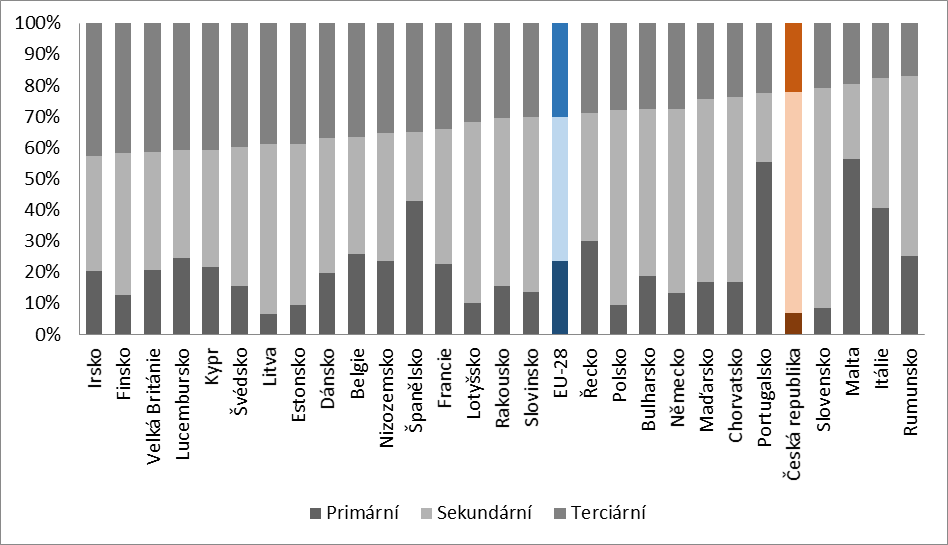 100%
90%
80%
70%
60%
50%
40%
30%
20%
10%
0%
Irsko
Finsko
Velká Británie
Lucembursko
Kypr
Švédsko
Litva
Estonsko
Dánsko
Belgie
Nizozemsko
Španělsko
Francie
Lotyšsko
Rakousko
Slovinsko
EU-28
Řecko
Polsko
Bulharsko
Německo
Maďarsko
Chorvatsko
Portugalsko
Česká republika
Slovensko
Malta
Itálie
Rumunsko
Primární Sekundární Terciární